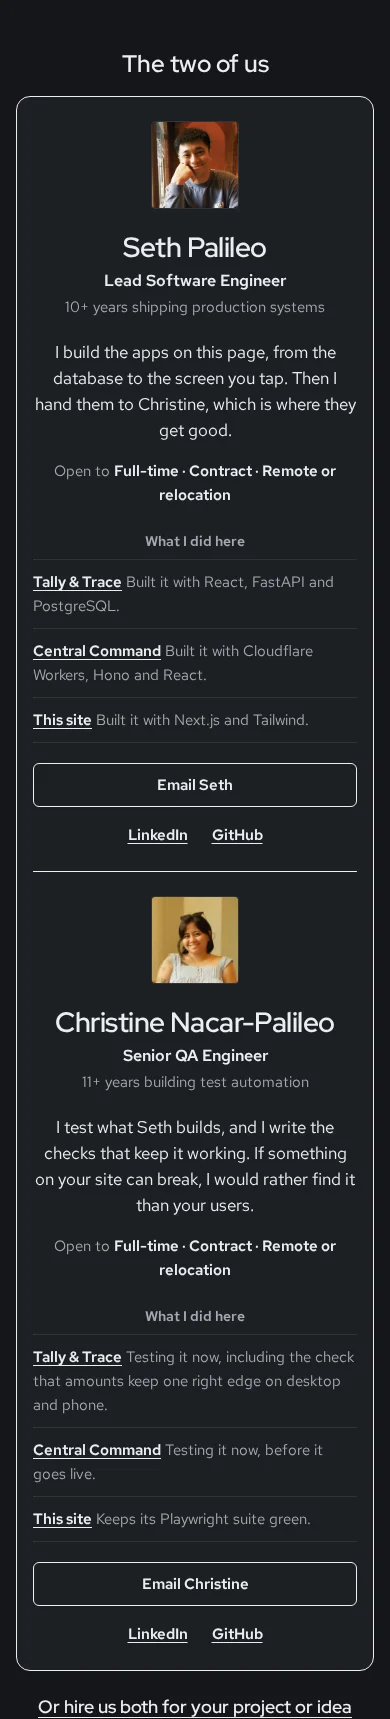 The two of us
Seth Palileo
Lead Software Engineer
10+ years shipping production systems
I build the apps on this page, from the
database to the screen you tap. Then I
hand them to Christine, which is where they
get good.
Open to Full-time · Contract · Remote or
relocation
What I did here
Tally & Trace Built it with React, FastAPI and
PostgreSQL.
Central Command Built it with Cloudflare
Workers, Hono and React.
This site Built it with Next.js and Tailwind.
Email Seth
LinkedIn GitHub
Christine Nacar-Palileo
Senior QA Engineer
11+ years building test automation
I test what Seth builds, and I write the
checks that keep it working. If something
on your site can break, I would rather find it
than your users.
Open to Full-time · Contract · Remote or
relocation
What I did here
Tally & Trace Testing it now, including the check
that amounts keep one right edge on desktop
and phone.
Central Command Testing it now, before it
goes live.
This site Keeps its Playwright suite green.
Email Christine
LinkedIn GitHub
Or hire us both for your project or idea